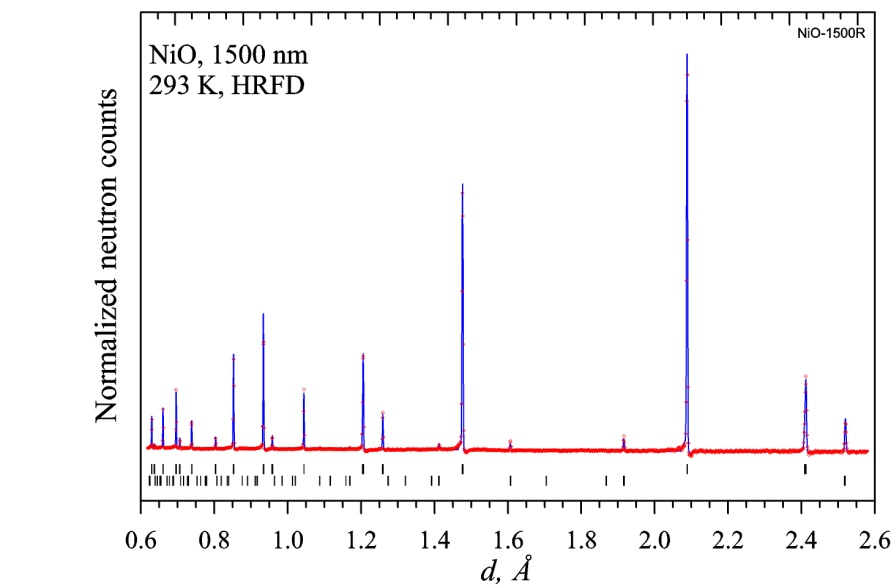 NiO-1500R
NiO, 1500 nm
293 K, HRFD
Normalized neutron counts
0.6 0.8 1.0 1.2 1.4 1.6 1.8 2.0 2.2 2.4 2.6
d, Å